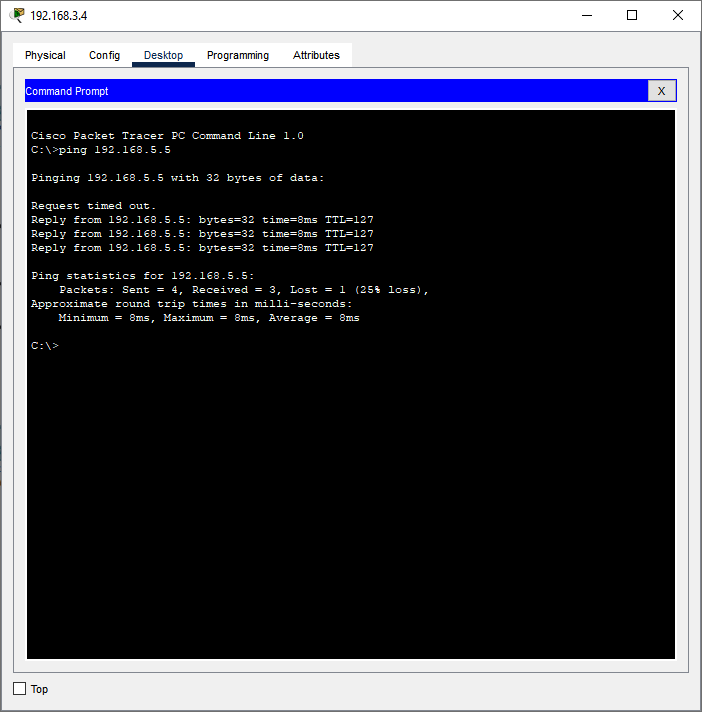 192.168.3.4
Physical Config Desktop Programming Attributes
Command Prompt X
Cisco Packet Tracer PC Command Line 1.0
C:\>ping 192.168.5.5
Pinging 192.168.5.5 with 32 bytes of data:
Request timed out.
Reply from 192.168.5.5: bytes=32 time=8ms TTL=127
Reply from 192.168.5.5: bytes=32 time=8ms TTL=127
Reply from 192.168.5.5: bytes=32 time=8ms TTL=127
Ping statistics for 192.168.5.5:
Packets: Sent = 4, Received = 3, Lost = 1 (25% loss),
Approximate round trip times in milli-seconds:
Minimum = 8ms, Maximum = 8ms, Average = 8ms
C:\>
Top